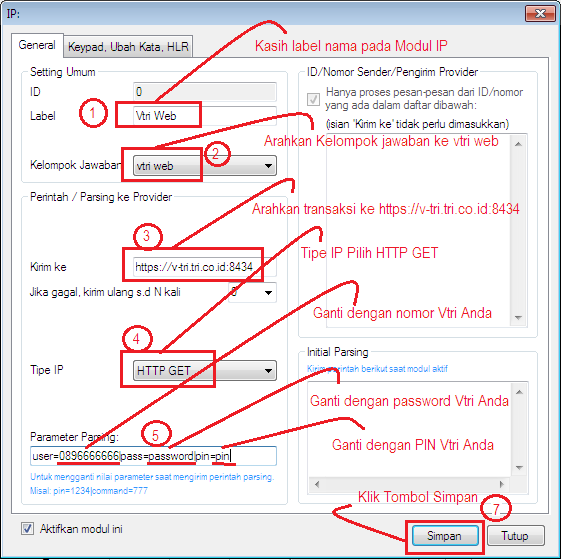 IP:
General
Keypad, Ubah Kata, HLR
Kasih label nama pada Modul IP
Setting Umum
ID
0
1
Label
Vtri Web
2
Kelompok Jawaban
vtri web
ID/Nomor Sender/Pengirim Provider
Hanya proses pesan-pesan dari ID/nomor
yang ada dalam daftar dibawah:
(isian 'Kirim ke' tidak perlu dimasukkan)
Arahkan Kelompok jawaban ke vtri web
Perintah / Parsing ke Provider
Arahkan transaksi ke https://v-tri.tri.co.id:8434
3
Kirim ke
https://v-tri.tri.co.id:8434
Tipe IP Pilih HTTP GET
Jika gagal, kirim ulang s.d N kali
Ganti dengan nomor Vtri Anda
4
Tipe IP
HTTP GET
Initial Parsing
Kirim perintah berikut saat modul aktif
Ganti dengan password Vtri Anda
5
Parameter Parsing:
user=0896666666|pass=password|pin=pin
Ganti dengan PIN Vtri Anda
Untuk mengganti nilai parameter saat mengirim perintah parsing.
Misal: pin=1234|command=777
Klik Tombol Simpan
7
Aktifkan modul ini
Simpan
Tutup